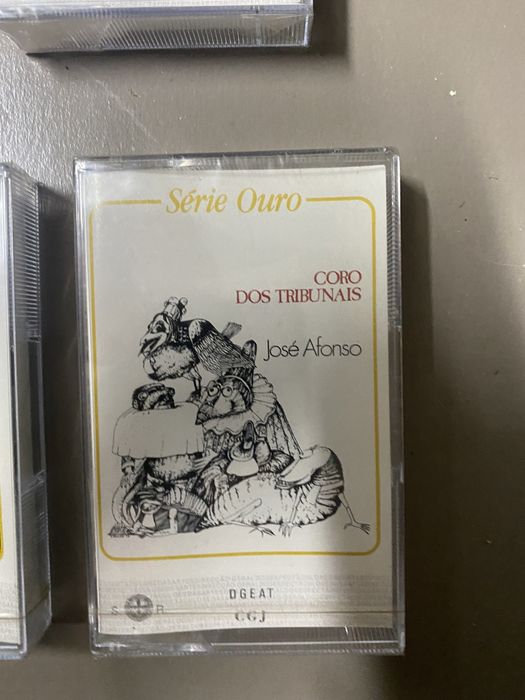 Série Ouro
CORO
DOS TRIBUNAIS
José Afonso
DGEAT
S R
CGJ